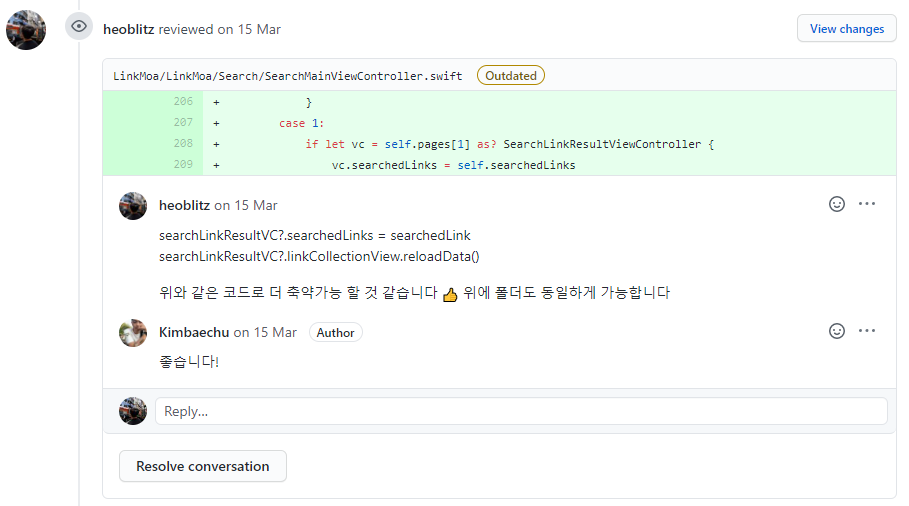 heoblitz reviewed on 15 Mar
View changes
LinkMoa/LinkMoa/Search/SearchMainViewController.swift
Outdated
206 + }
207 + case 1:
208 + if let vc = self.pages[1] as? SearchLinkResultViewController {
209 + vc.searchedLinks = self.searchedLinks
heoblitz on 15 Mar
searchLinkResultVC?.searchedLinks = searchedLink
searchLinkResultVC?.linkCollectionView.reloadData()
위와 같은 코드로 더 축약가능 할 것 같습니다 👍 위에 폴더도 동일하게 가능합니다
Kimbaechu on 15 Mar Author
좋습니다!
Reply...
Resolve conversation